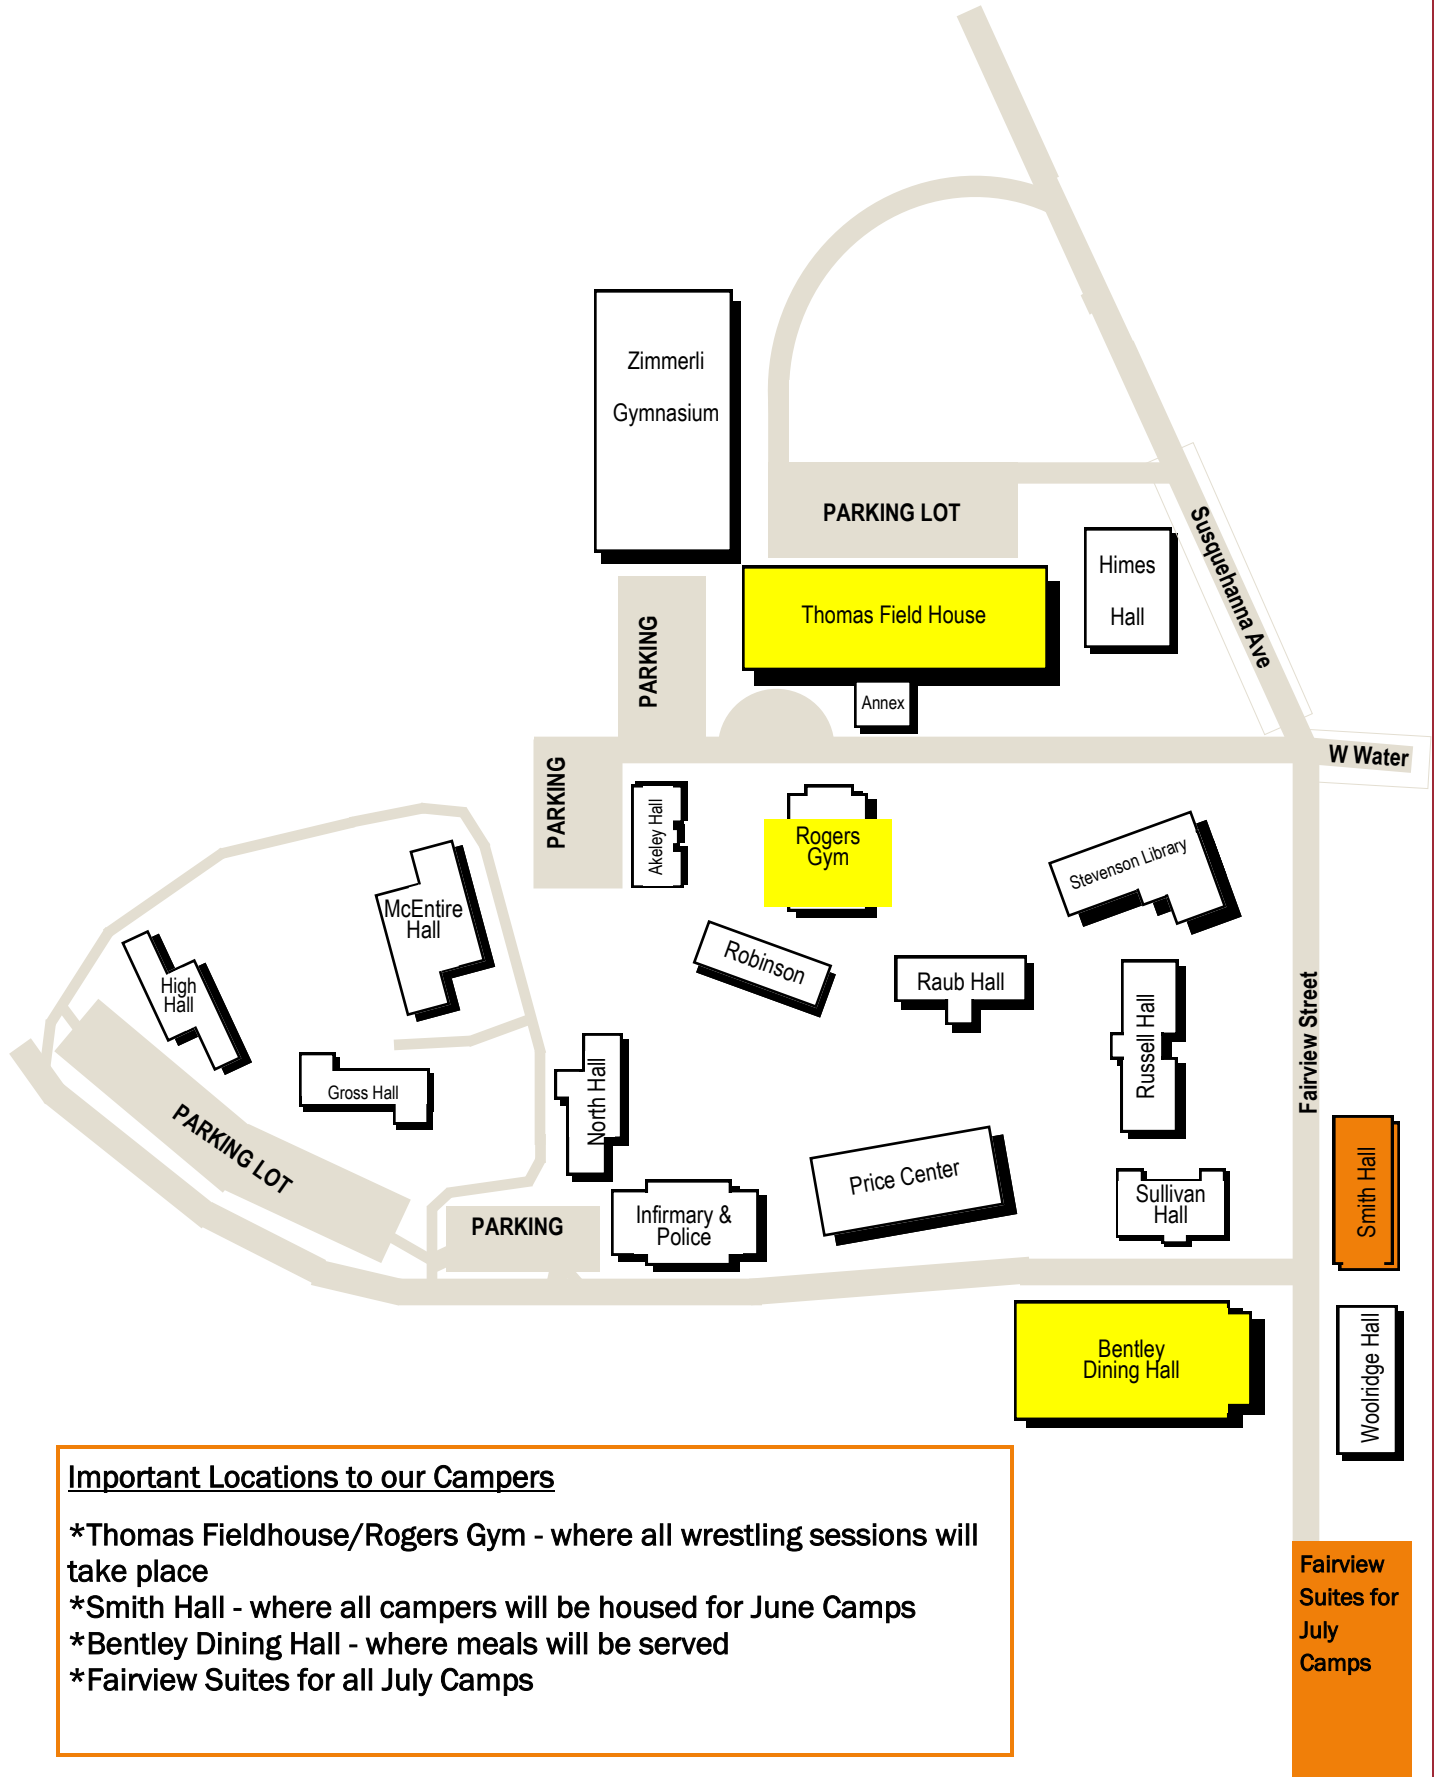 Zimmerli
Gymnasium
PARKING LOT
Susquehanna Ave
Himes
Hall
Thomas Field House
PARKING
Annex
W Water
PARKING
Akeley Hall
Rogers
Gym
Stevenson Library
McEntire
Hall
Robinson
Raub Hall
High
Hall
Russell Hall
Fairview Street
Gross Hall
North Hall
PARKING LOT
Price Center
Smith Hall
Sullivan
Hall
PARKING
Infirmary &
Police
Bentley
Dining Hall
Woolridge Hall
Important Locations to our Campers
*Thomas Fieldhouse/Rogers Gym - where all wrestling sessions will
take place
*Smith Hall - where all campers will be housed for June Camps
*Bentley Dining Hall - where meals will be served
*Fairview Suites for all July Camps
Fairview
Suites for
July
Camps